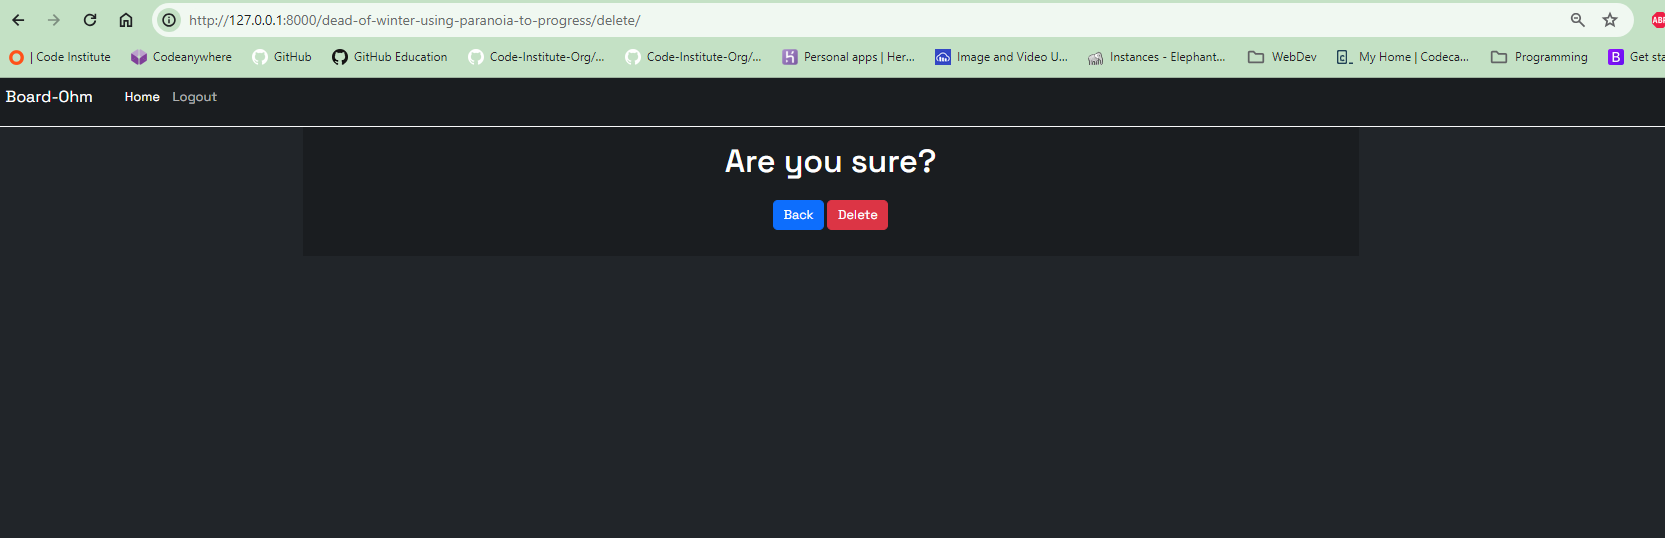 http://127.0.0.1:8000/dead-of-winter-using-paranoia-to-progress/delete/
ABP
| Code Institute Codeanywhere GitHub GitHub Education Code-Institute-Org/... Code-Institute-Org/... Personal apps | Her... Image and Video U... Instances - Elephant... WebDev My Home | Codeca... Programming Get sta
Board-Ohm Home Logout
Are you sure?
Back Delete